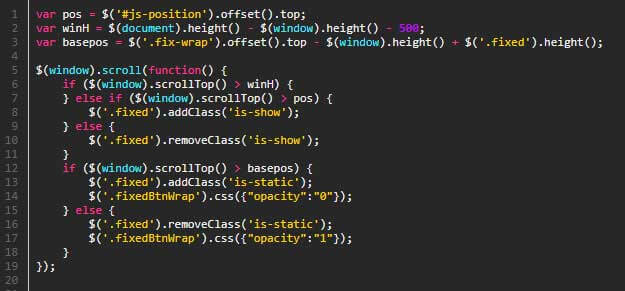 1 var pos = $('#js-position').offset().top;
2 var winH = $(document).height() - $(window).height() - 500;
3 var basepos = $('.fix-wrap').offset().top - $(window).height() + $('.fixed').height();
4
5 $(window).scroll(function() {
6     if ($(window).scrollTop() > winH) {
7     } else if ($(window).scrollTop() > pos) {
8         $('.fixed').addClass('is-show');
9     } else {
10         $('.fixed').removeClass('is-show');
11     }
12     if ($(window).scrollTop() > basepos) {
13         $('.fixed').addClass('is-static');
14         $('.fixedBtnWrap').css({"opacity":"0"});
15     } else {
16         $('.fixed').removeClass('is-static');
17         $('.fixedBtnWrap').css({"opacity":"1"});
18     }
19 });
20